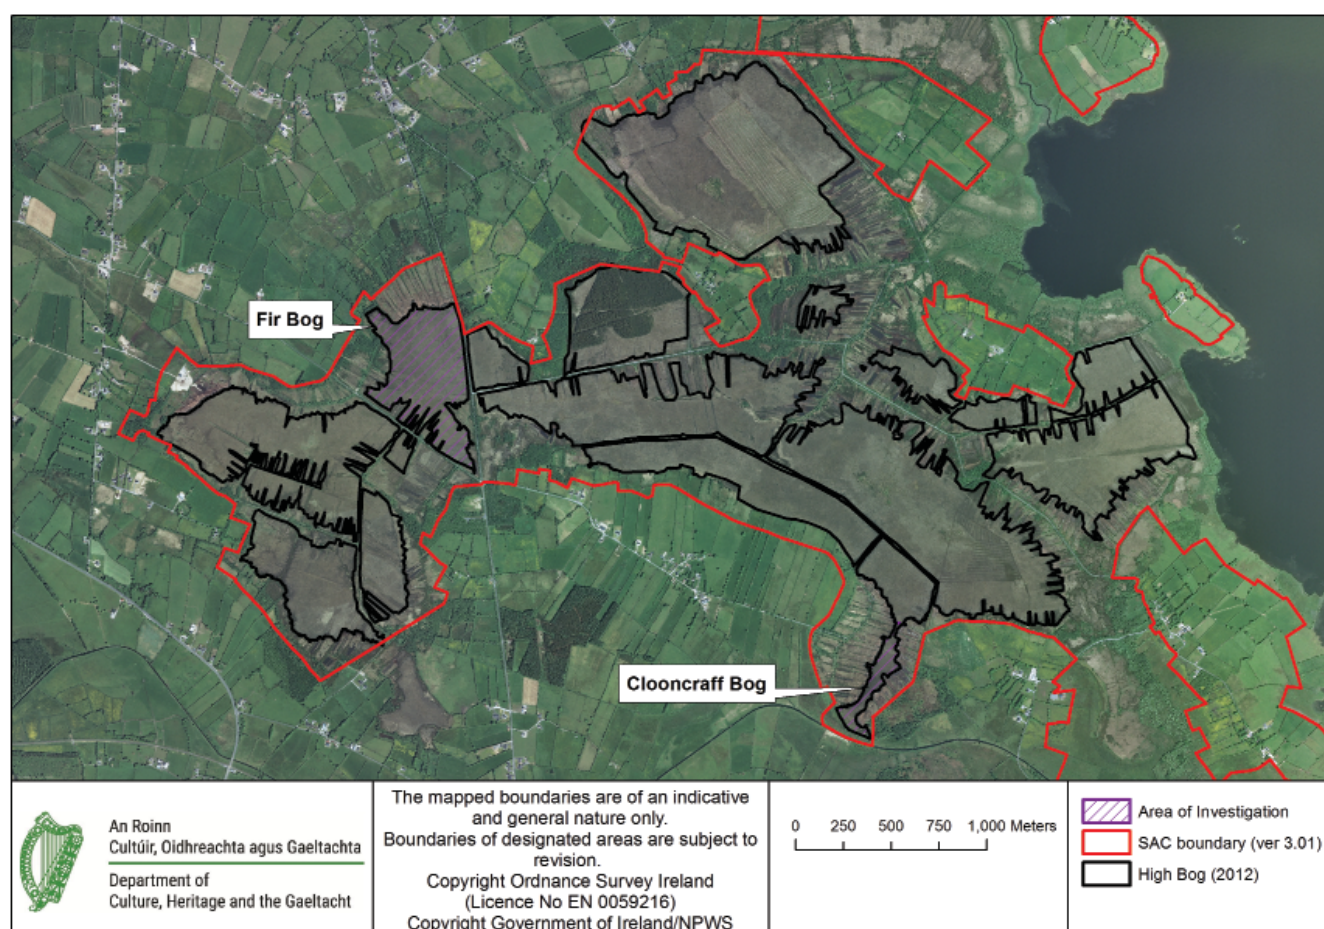 Fir Bog
Clooncraff Bog
An Roinn
Cultúir, Oidhreachta agus Gaeltachta
Department of
Culture, Heritage and the Gaeltacht
The mapped boundaries are of an indicative
and general nature only.
Boundaries of designated areas are subject to
revision.
Copyright Ordnance Survey Ireland
(Licence No EN 0059216)
Copyright Government of Ireland/NPWS
0 250 500 750 1,000 Meters
Area of Investigation
SAC boundary (ver 3.01)
High Bog (2012)